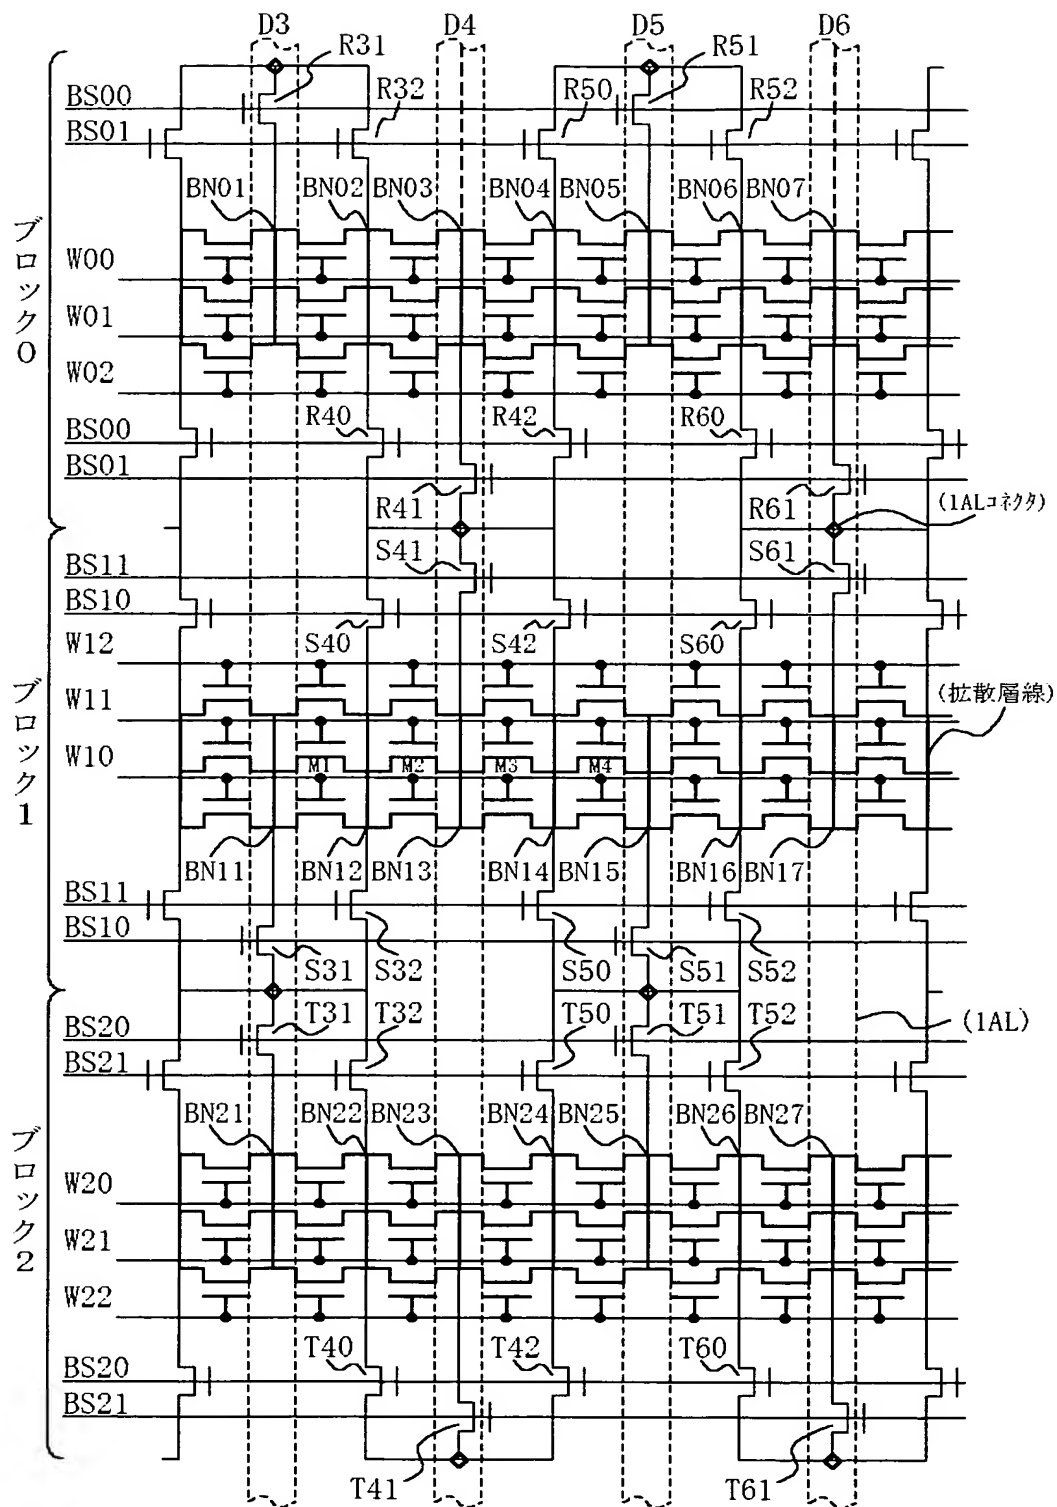 D3 D4 D5 D6
R31 R51
BS00
R32 R50 R52
BS01
BN01 BN02 BN03 BN04 BN05 BN06 BN07
ブロック0
W00
W01
W02
R40 R42 R60
BS00
BS01
R41 R61 (1ALコネクタ)
S41 S61
BS11
BS10
W12 S40 S42 S60
ブロック1
W11 (拡散層線)
W10
M1 M2 M3 M4
BN11 BN12 BN13 BN14 BN15 BN16 BN17
BS11
BS10
S31 S32 S50 S51 S52
T31 T32 T50 T51 T52 (1AL)
BS20
BS21
BN21 BN22 BN23 BN24 BN25 BN26 BN27
ブロック2
W20
W21
W22
T40 T42 T60
BS20
BS21
T41 T61